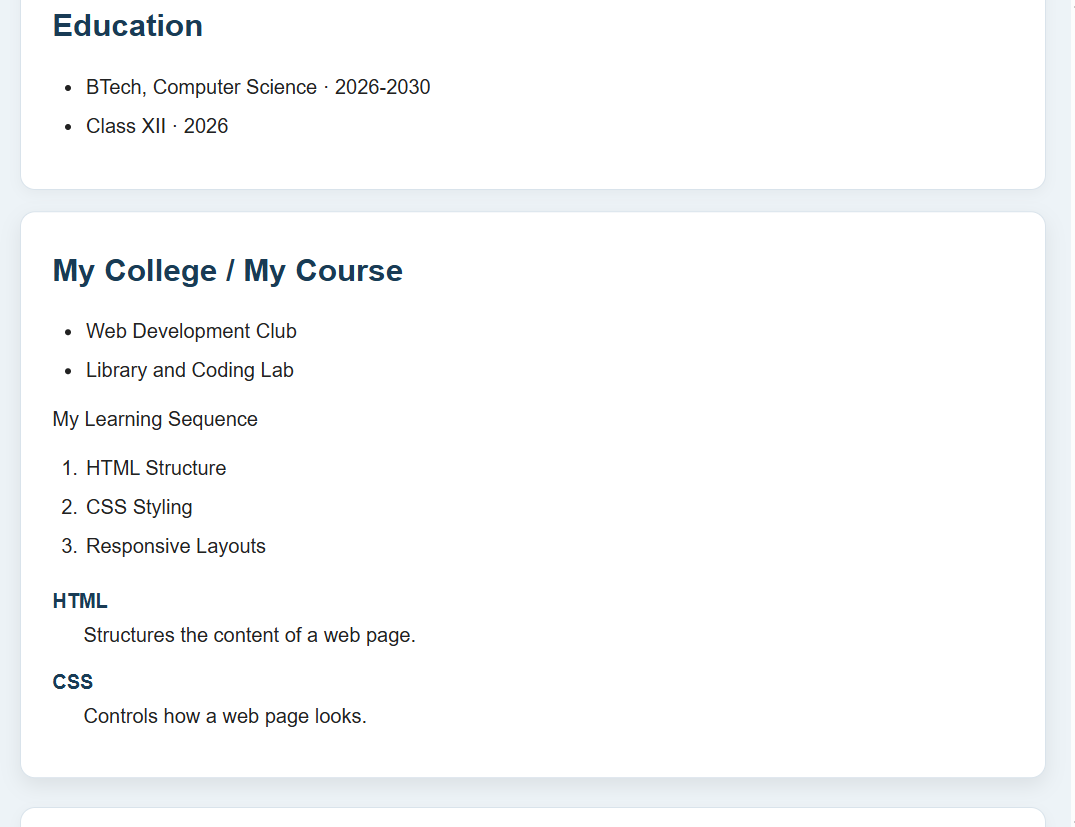 Education
• BTech, Computer Science · 2026-2030
• Class XII · 2026
My College / My Course
• Web Development Club
• Library and Coding Lab
My Learning Sequence
1. HTML Structure
2. CSS Styling
3. Responsive Layouts
HTML
Structures the content of a web page.
CSS
Controls how a web page looks.